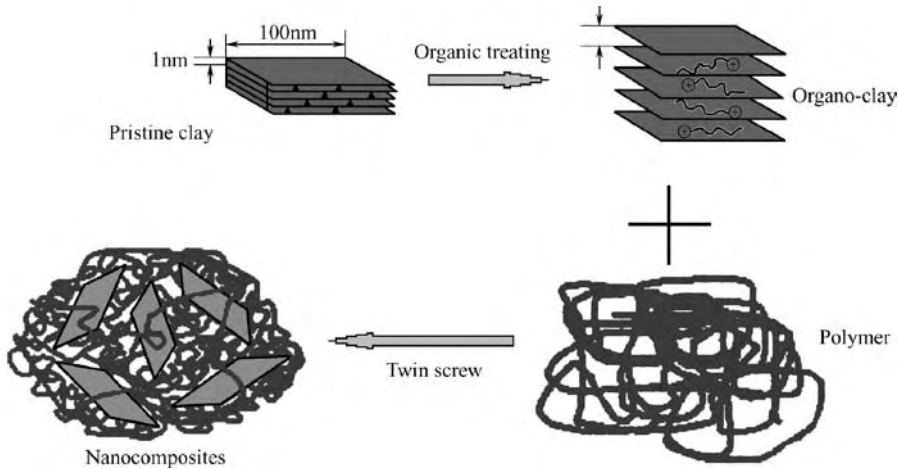 100nm
1nm
Organic treating
Organo-clay
Pristine clay
Polymer
Twin screw
Nanocomposites